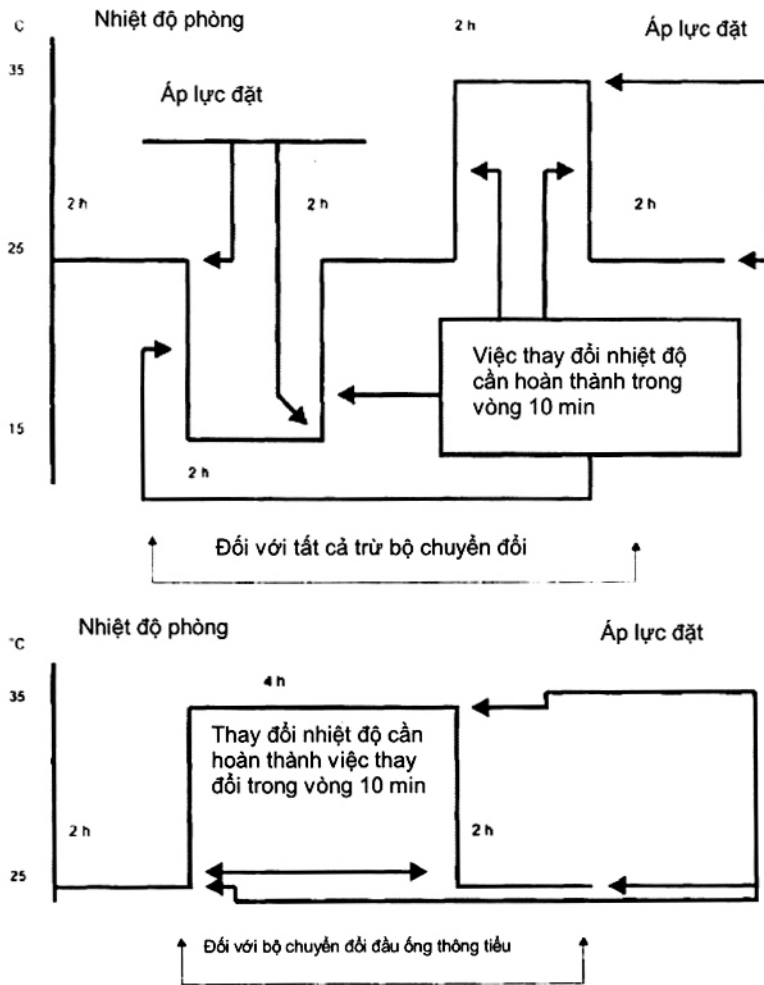 C
Nhiệt độ phòng
2 h
Áp lực đặt
35
Áp lực đặt
2 h
2 h
2 h
25
Việc thay đổi nhiệt độ
cần hoàn thành trong
vòng 10 min
15
2 h
Đối với tất cả trừ bộ chuyển đổi
Nhiệt độ phòng
Áp lực đặt
°C
35
4 h
Thay đổi nhiệt độ cần
hoàn thành việc thay
đổi trong vòng 10 min
2 h
2 h
25
Đối với bộ chuyển đổi đầu ống thông tiểu